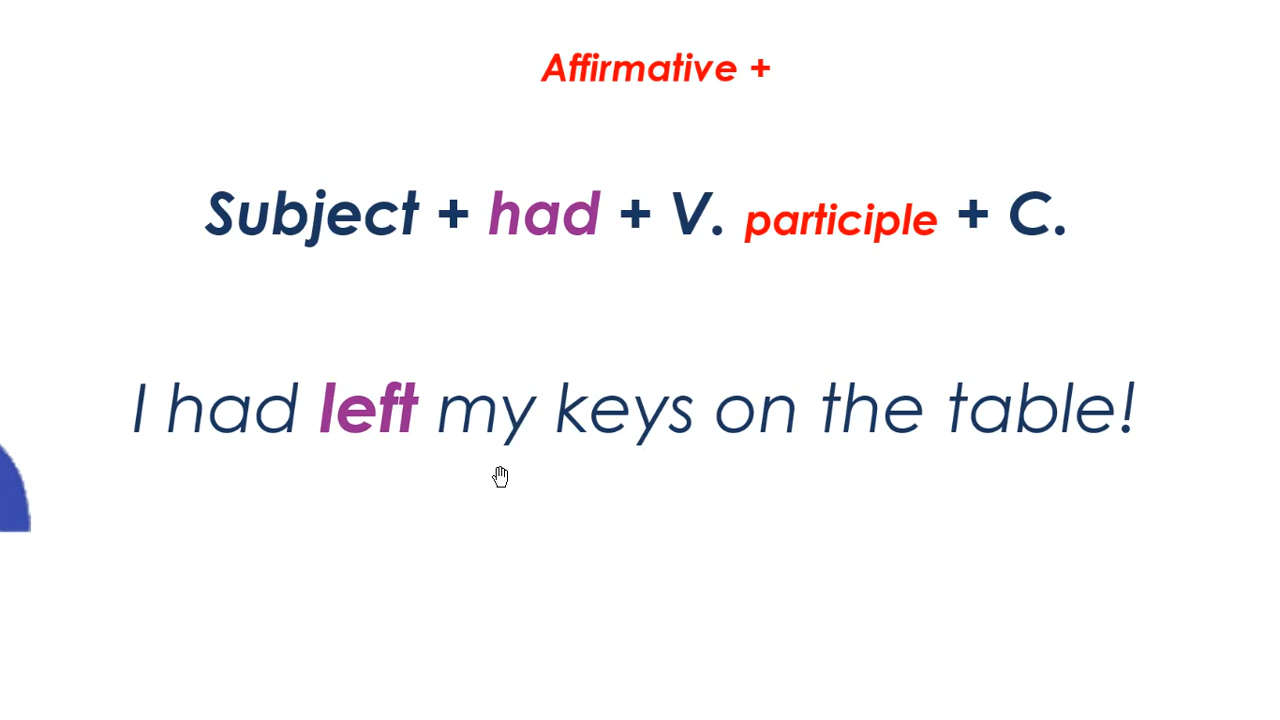 Affirmative +
Subject + had + V. participle + C.
I had left my keys on the table!